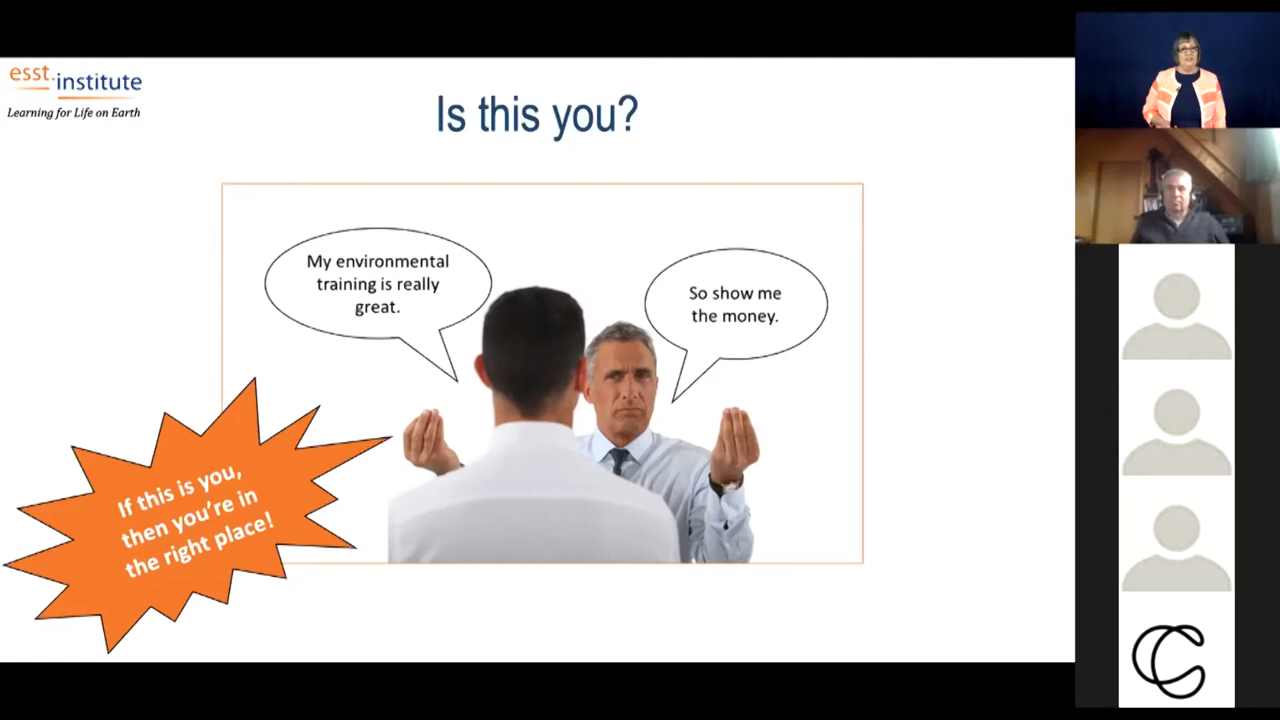 esst.
institute
Learning for Life on Earth
Is this you?
My environmental
training is really
great.
So show me
the money.
If this is you,
then you're in
the right place!